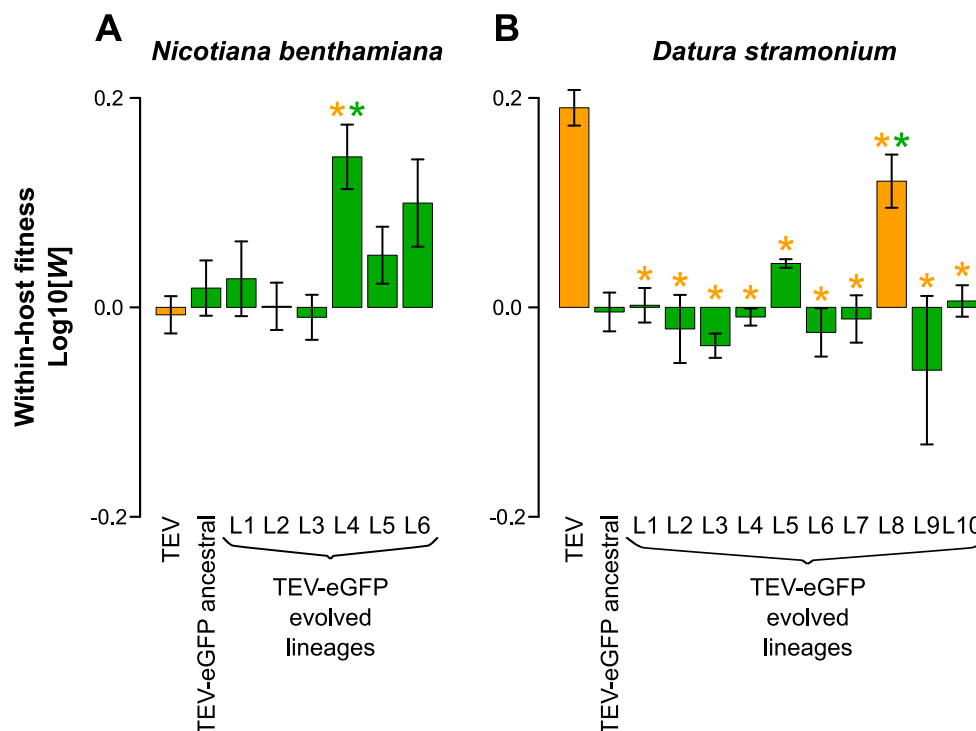 A
Nicotiana benthamiana
B
Datura stramonium
Within-host fitness
Log10[W]
0.2
0.0
-0.2
* *
TEV
TEV-eGFP ancestral
L1 L2 L3 L4 L5 L6
TEV-eGFP
evolved
lineages
0.2
0.0
-0.2
* * * * * * * * * * *
TEV
TEV-eGFP ancestral
L1 L2 L3 L4 L5 L6 L7 L8 L9 L10
TEV-eGFP
evolved
lineages